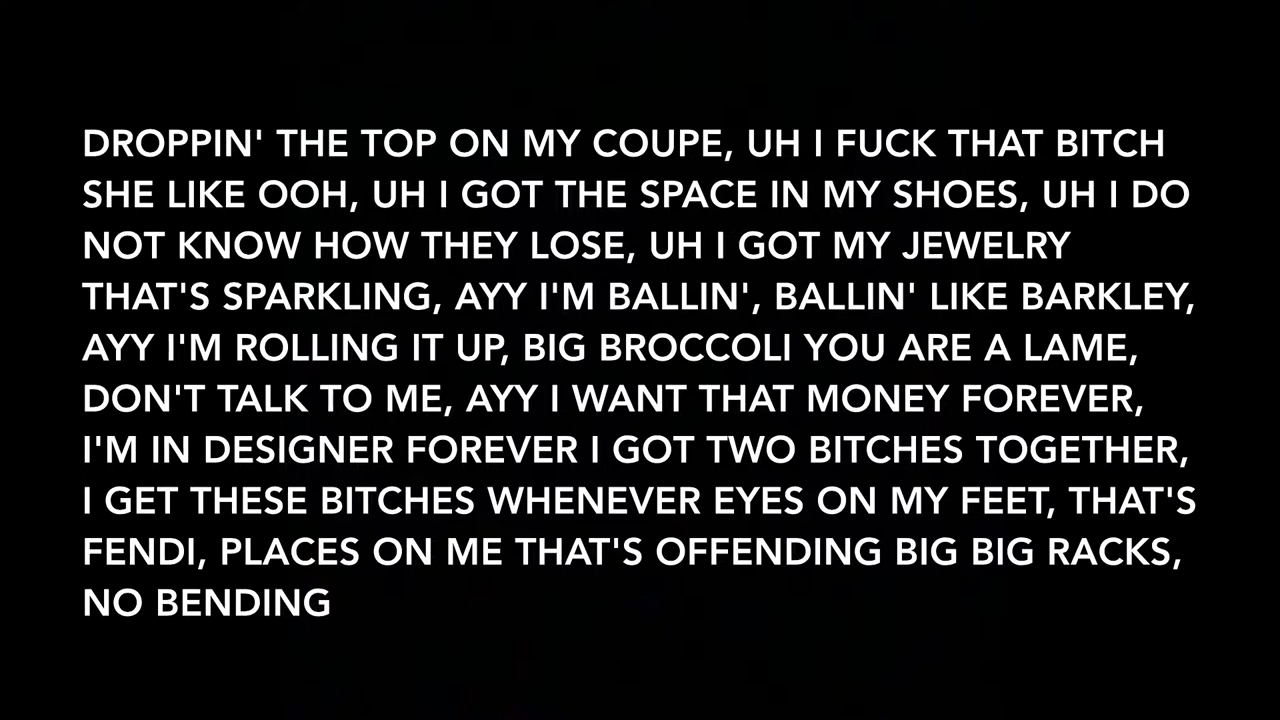 DROPPIN' THE TOP ON MY COUPE, UH I FUCK THAT BITCH
SHE LIKE OOH, UH I GOT THE SPACE IN MY SHOES, UH I DO
NOT KNOW HOW THEY LOSE, UH I GOT MY JEWELRY
THAT'S SPARKLING, AYY I'M BALLIN', BALLIN' LIKE BARKLEY,
AYY I'M ROLLING IT UP, BIG BROCCOLI YOU ARE A LAME,
DON'T TALK TO ME, AYY I WANT THAT MONEY FOREVER,
I'M IN DESIGNER FOREVER I GOT TWO BITCHES TOGETHER,
I GET THESE BITCHES WHENEVER EYES ON MY FEET, THAT'S
FENDI, PLACES ON ME THAT'S OFFENDING BIG BIG RACKS,
NO BENDING